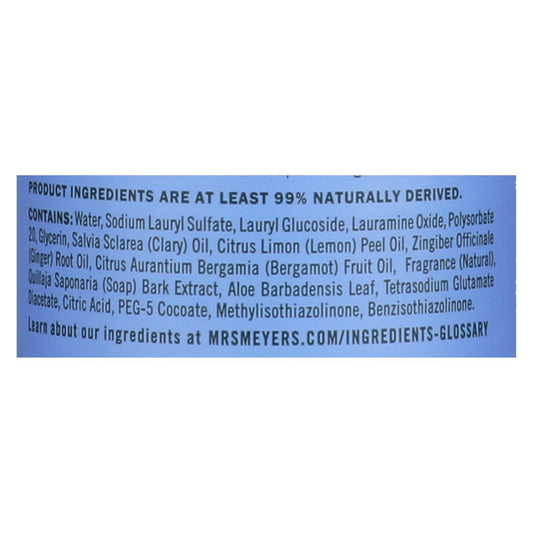 PRODUCT INGREDIENTS ARE AT LEAST 99% NATURALLY DERIVED.
CONTAINS: Water, Sodium Lauryl Sulfate, Lauryl Glucoside, Lauramine Oxide, Polysorbate
20, Glycerin, Salvia Sclarea (Clary) Oil, Citrus Limon (Lemon) Peel Oil, Zingiber Officinale
(Ginger) Root Oil, Citrus Aurantium Bergamia (Bergamot) Fruit Oil, Fragrance (Natural),
Quillaja Saponaria (Soap) Bark Extract, Aloe Barbadensis Leaf, Tetrasodium Glutamate
Diacetate, Citric Acid, PEG-5 Cocoate, Methylisothiazolinone, Benzisothiazolinone.
Learn about our ingredients at MRSMEYERS.COM/INGREDIENTS-GLOSSARY